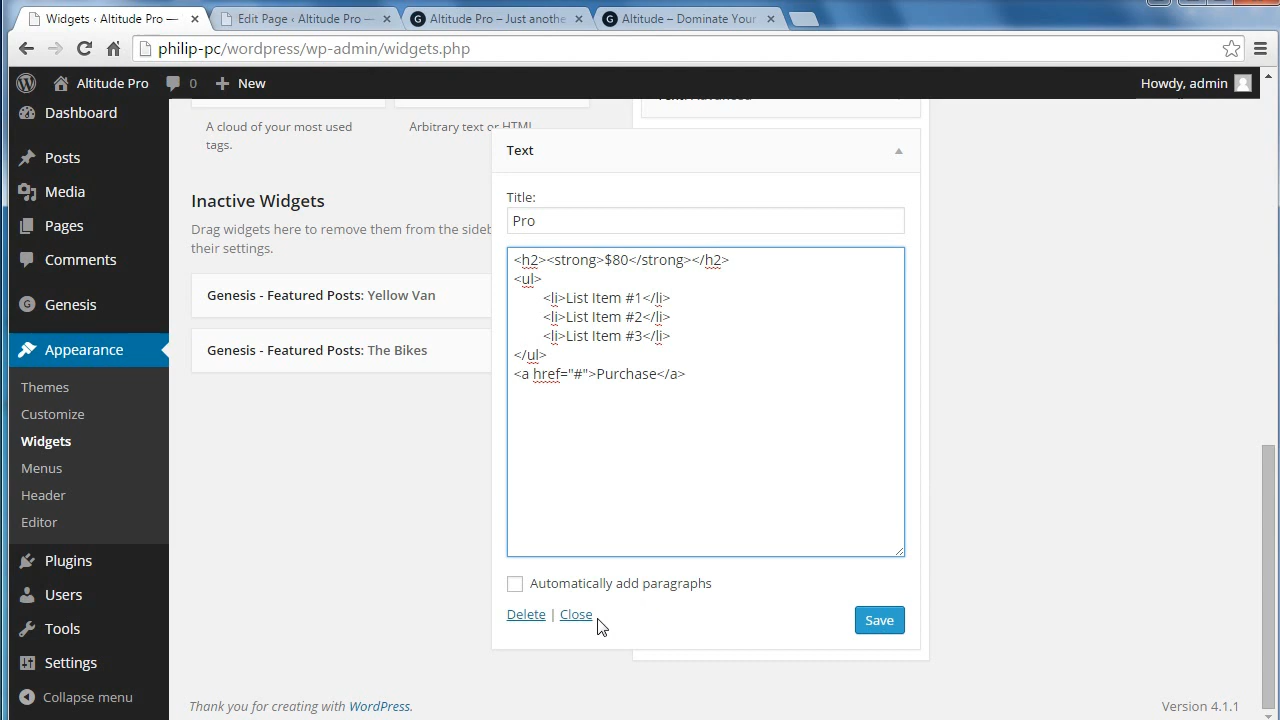 Widgets ‹ Altitude Pro —
Edit Page ‹ Altitude Pro —
Altitude Pro – Just anothe
Altitude – Dominate Your
philip-pc/wordpress/wp-admin/widgets.php
Altitude Pro
0
New
Howdy, admin
Dashboard
Posts
Media
Pages
Comments
Genesis
Appearance
Themes
Customize
Widgets
Menus
Header
Editor
Plugins
Users
Tools
Settings
Collapse menu
A cloud of your most used
tags.
Arbitrary text or HTML.
Inactive Widgets
Drag widgets here to remove them from the sideb
their settings.
Genesis - Featured Posts: Yellow Van
Genesis - Featured Posts: The Bikes
Text: Advanced
Text
Title:
Pro
<h2><strong>$80</strong></h2>
<ul>
<li>List Item #1</li>
<li>List Item #2</li>
<li>List Item #3</li>
</ul>
<a href="#">Purchase</a>
Automatically add paragraphs
Delete | Close
Save
Thank you for creating with WordPress.
Version 4.1.1